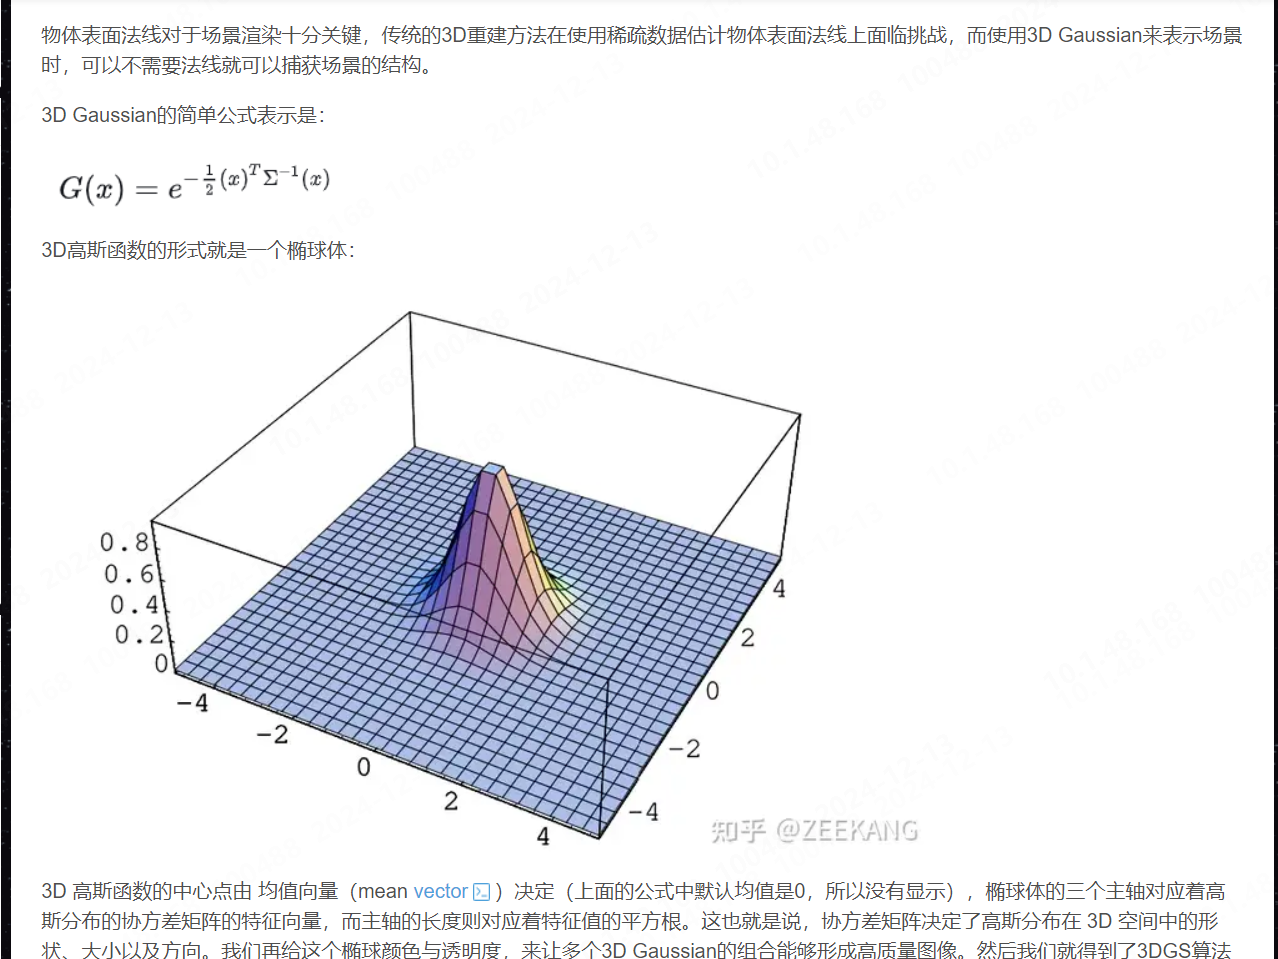 物体表面法线对于场景渲染十分关键，传统的3D重建方法在使用稀疏数据估计物体表面法线上面临挑战，而使用3D Gaussian来表示场景
时，可以不需要法线就可以捕获场景的结构。
3D Gaussian的简单公式表示是：
G(x) = e^{-\frac{1}{2}(x)^T Σ^{-1}(x)}
3D高斯函数的形式就是一个椭球体：
0.8
0.6
0.4
0.2
0
-4
-2
0
2
4
4
2
0
-2
-4
知乎 @ZEEKANG
3D 高斯函数的中心点由 均值向量（mean vector ）决定（上面的公式中默认均值是0，所以没有显示），椭球体的三个主轴对应着高
斯分布的协方差矩阵的特征向量，而主轴的长度则对应着特征值的平方根。这也就是说，协方差矩阵决定了高斯分布在 3D 空间中的形
状、大小以及方向。我们再给这个椭球颜色与透明度，来让多个3D Gaussian的组合能够形成高质量图像。然后我们就得到了3DGS算法
10.1.48.168 100488 2024-12-13